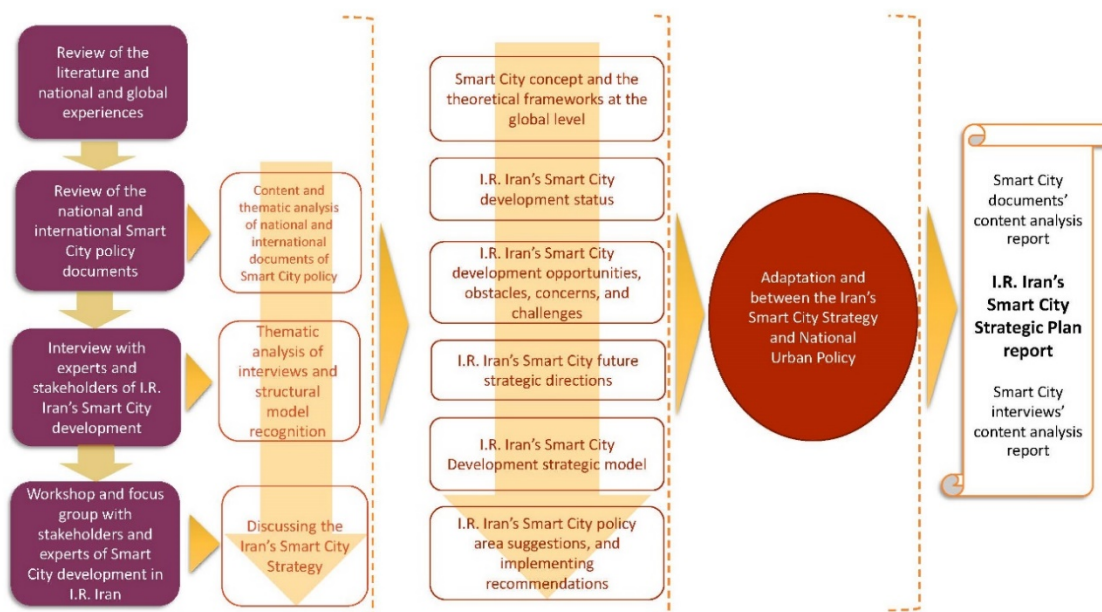 Review of the
literature and
national and global
experiences
Review of the
national and
international Smart
City policy
documents
Interview with
experts and
stakeholders of I.R.
Iran's Smart City
development
Workshop and focus
group with
stakeholders and
experts of Smart
City development in
I.R. Iran
Content and
thematic analysis
of national and
international
documents of
Smart City policy
Thematic
analysis of
interviews and
structural
model
recognition
Discussing the
Iran's Smart City
Strategy
Smart City concept and the
theoretical frameworks at the
global level
I.R. Iran's Smart City
development status
I.R. Iran's Smart City
development opportunities,
obstacles, concerns, and
challenges
I.R. Iran's Smart City future
strategic directions
I.R. Iran's Smart City
Development strategic model
I.R. Iran's Smart City policy
area suggestions, and
implementing
recommendations
Adaptation and
between the Iran's
Smart City Strategy
and National
Urban Policy
Smart City
documents'
content analysis
report
I.R. Iran's
Smart City
Strategic Plan
report
Smart City
interviews'
content analysis
report